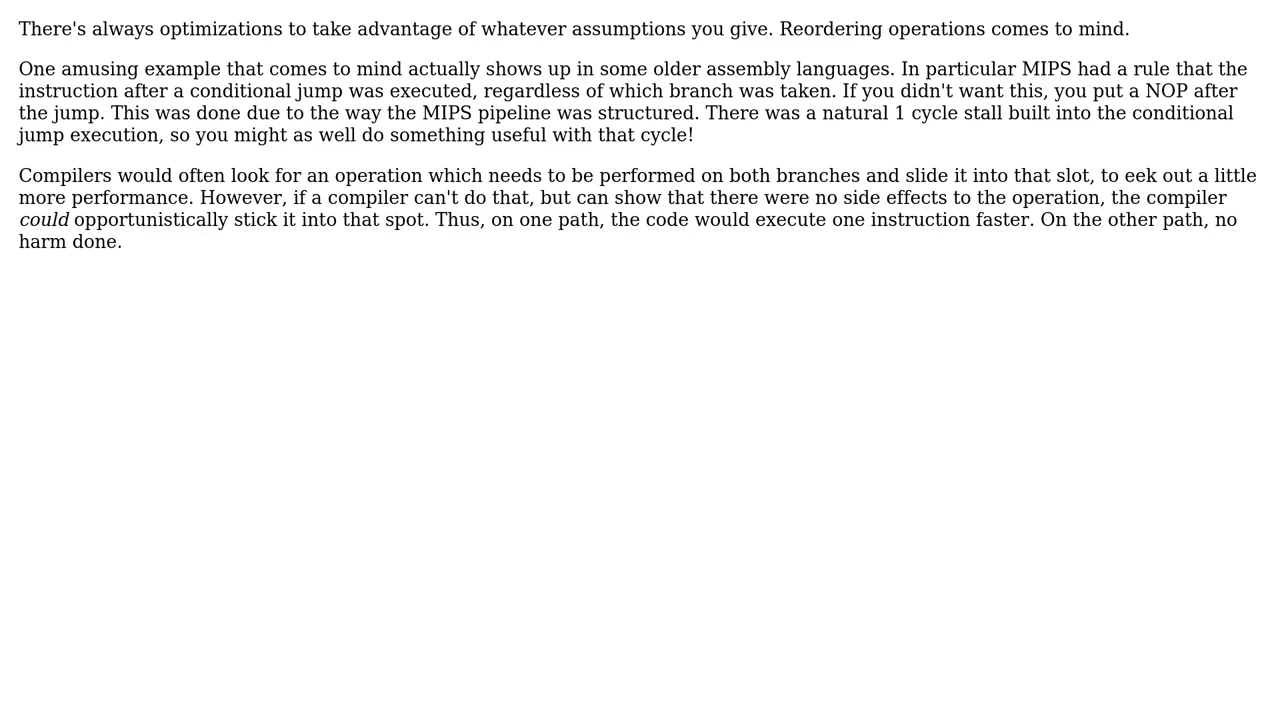 There's always optimizations to take advantage of whatever assumptions you give. Reordering operations comes to mind.
One amusing example that comes to mind actually shows up in some older assembly languages. In particular MIPS had a rule that the
instruction after a conditional jump was executed, regardless of which branch was taken. If you didn't want this, you put a NOP after
the jump. This was done due to the way the MIPS pipeline was structured. There was a natural 1 cycle stall built into the conditional
jump execution, so you might as well do something useful with that cycle!
Compilers would often look for an operation which needs to be performed on both branches and slide it into that slot, to eek out a little
more performance. However, if a compiler can't do that, but can show that there were no side effects to the operation, the compiler
could opportunistically stick it into that spot. Thus, on one path, the code would execute one instruction faster. On the other path, no
harm done.